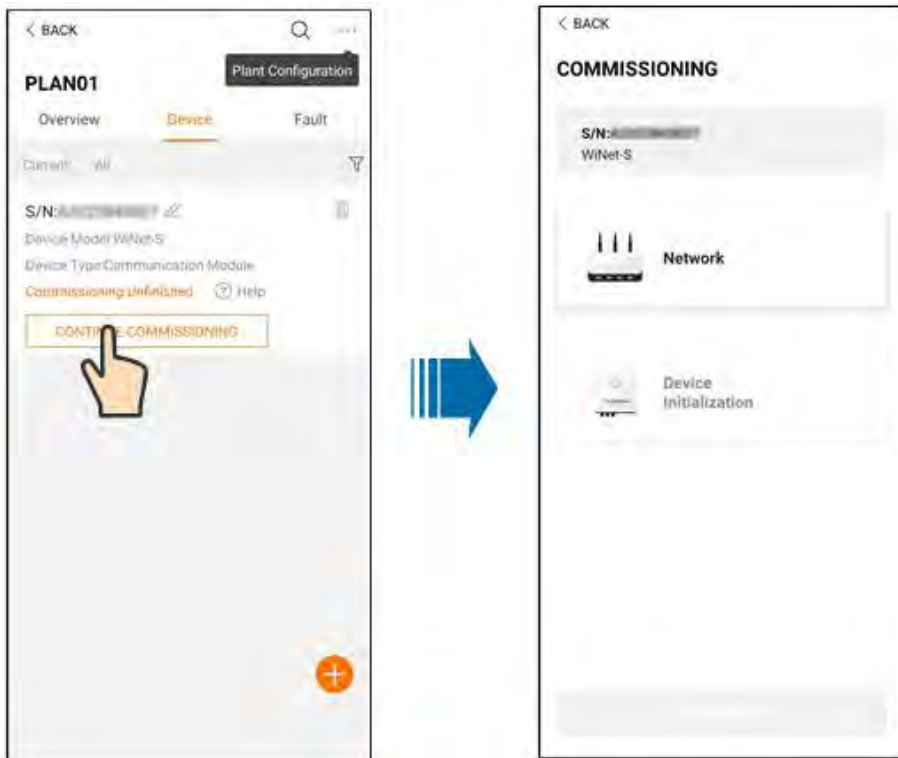 < BACK
Plant Configuration
PLAN01
Overview Device Fault
Current: All
S/N:
Device Model WiNet-S
Device Type Communication Module
Commissioning Unfinished ? Help
CONTINUE COMMISSIONING
+
< BACK
COMMISSIONING
S/N:
WiNet-S
Network
Device
Initialization